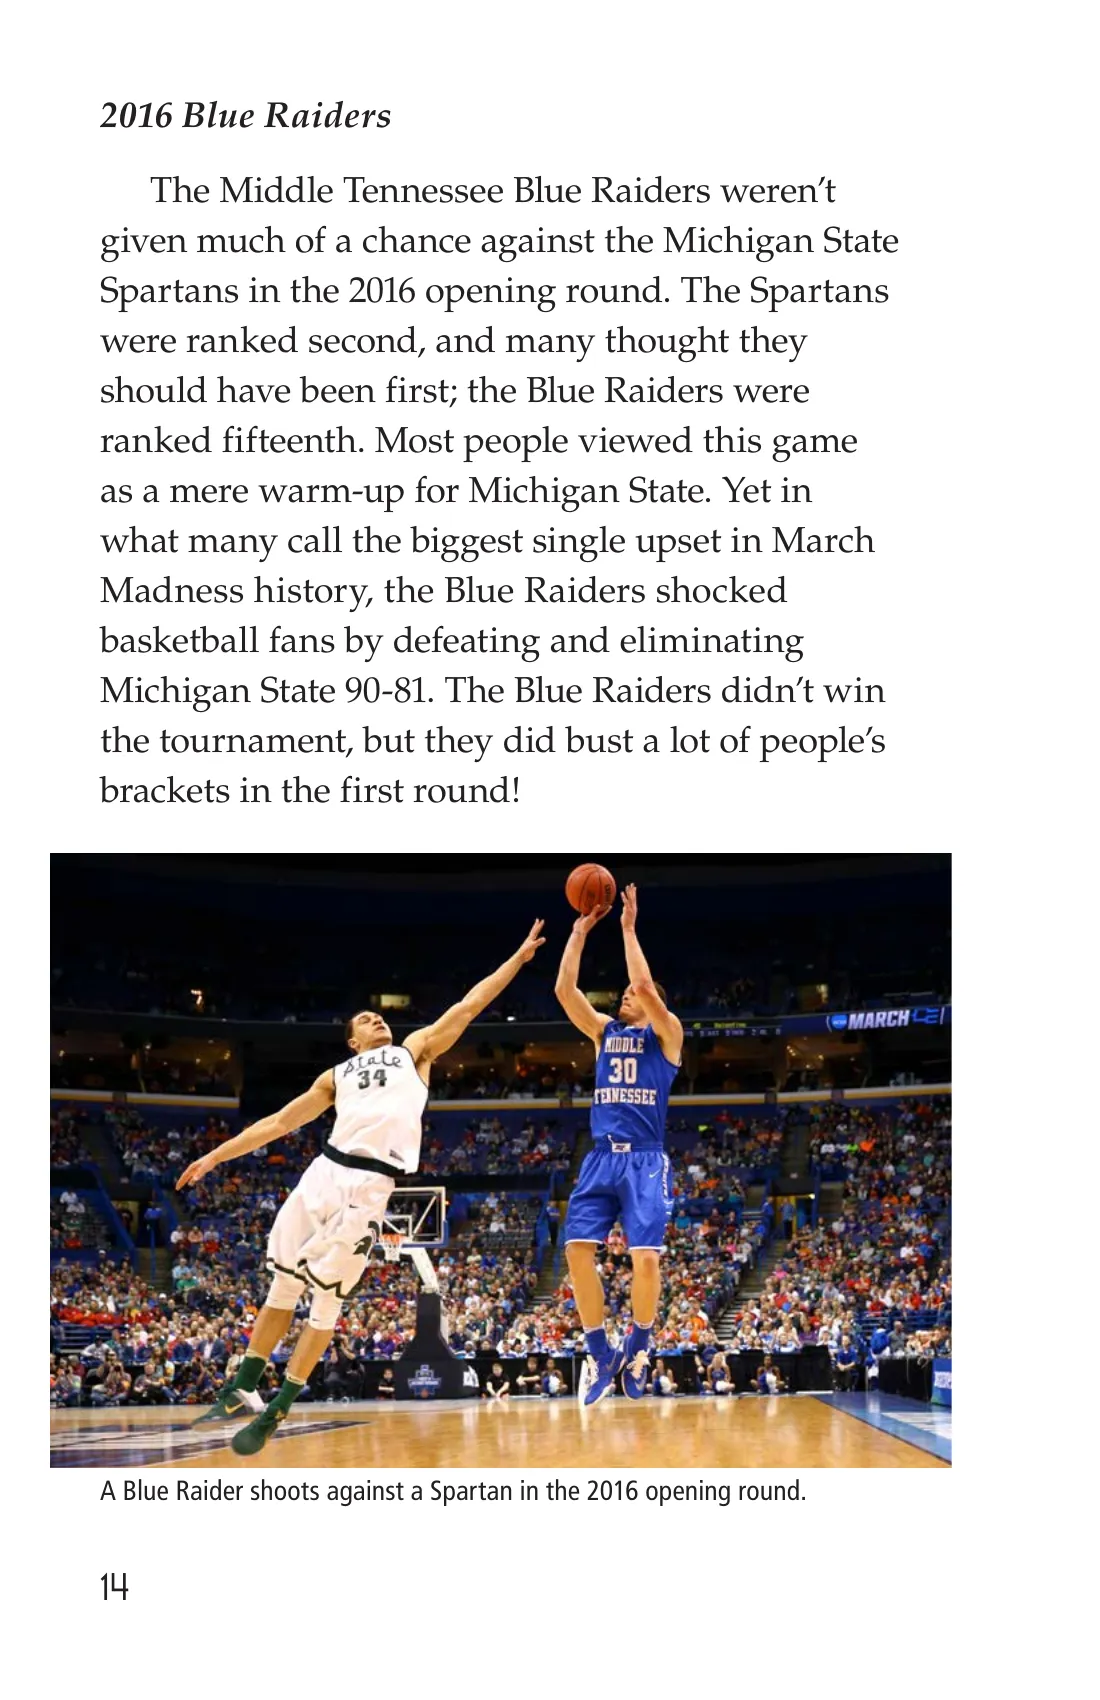 2016 Blue Raiders
The Middle Tennessee Blue Raiders weren’t
given much of a chance against the Michigan State
Spartans in the 2016 opening round. The Spartans
were ranked second, and many thought they
should have been first; the Blue Raiders were
ranked fifteenth. Most people viewed this game
as a mere warm-up for Michigan State. Yet in
what many call the biggest single upset in March
Madness history, the Blue Raiders shocked
basketball fans by defeating and eliminating
Michigan State 90-81. The Blue Raiders didn’t win
the tournament, but they did bust a lot of people’s
brackets in the first round!
MARCH
State
34
MIDDLE
30
TENNESSEE
A Blue Raider shoots against a Spartan in the 2016 opening round.
14